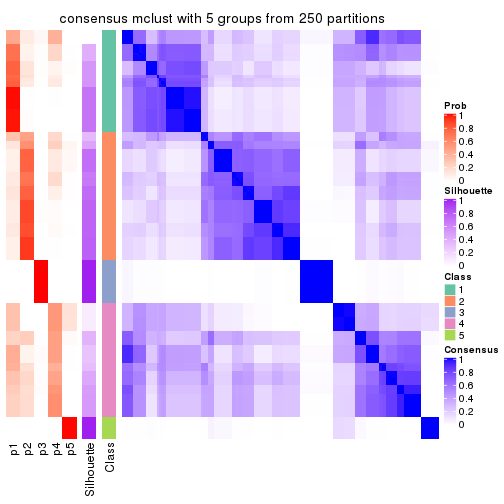 consensus mclust with 5 groups from 250 partitions
Prob
1
0.8
0.6
0.4
0.2
0
Silhouette
1
0.8
0.6
0.4
0.2
0
Class
1
2
3
4
5
Consensus
1
0.8
0.6
0.4
0.2
0
p1
p2
p3
p4
p5
Silhouette
Class